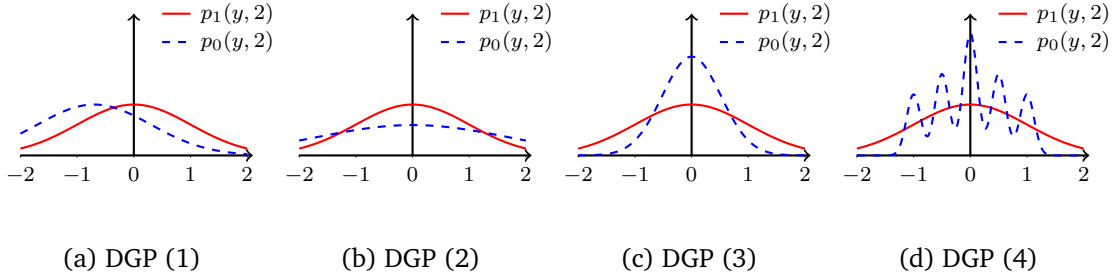 p₁(y, 2)
p₀(y, 2)
−2 −1 0 1 2
(a) DGP (1)
p₁(y, 2)
p₀(y, 2)
−2 −1 0 1 2
(b) DGP (2)
p₁(y, 2)
p₀(y, 2)
−2 −1 0 1 2
(c) DGP (3)
p₁(y, 2)
p₀(y, 2)
−2 −1 0 1 2
(d) DGP (4)